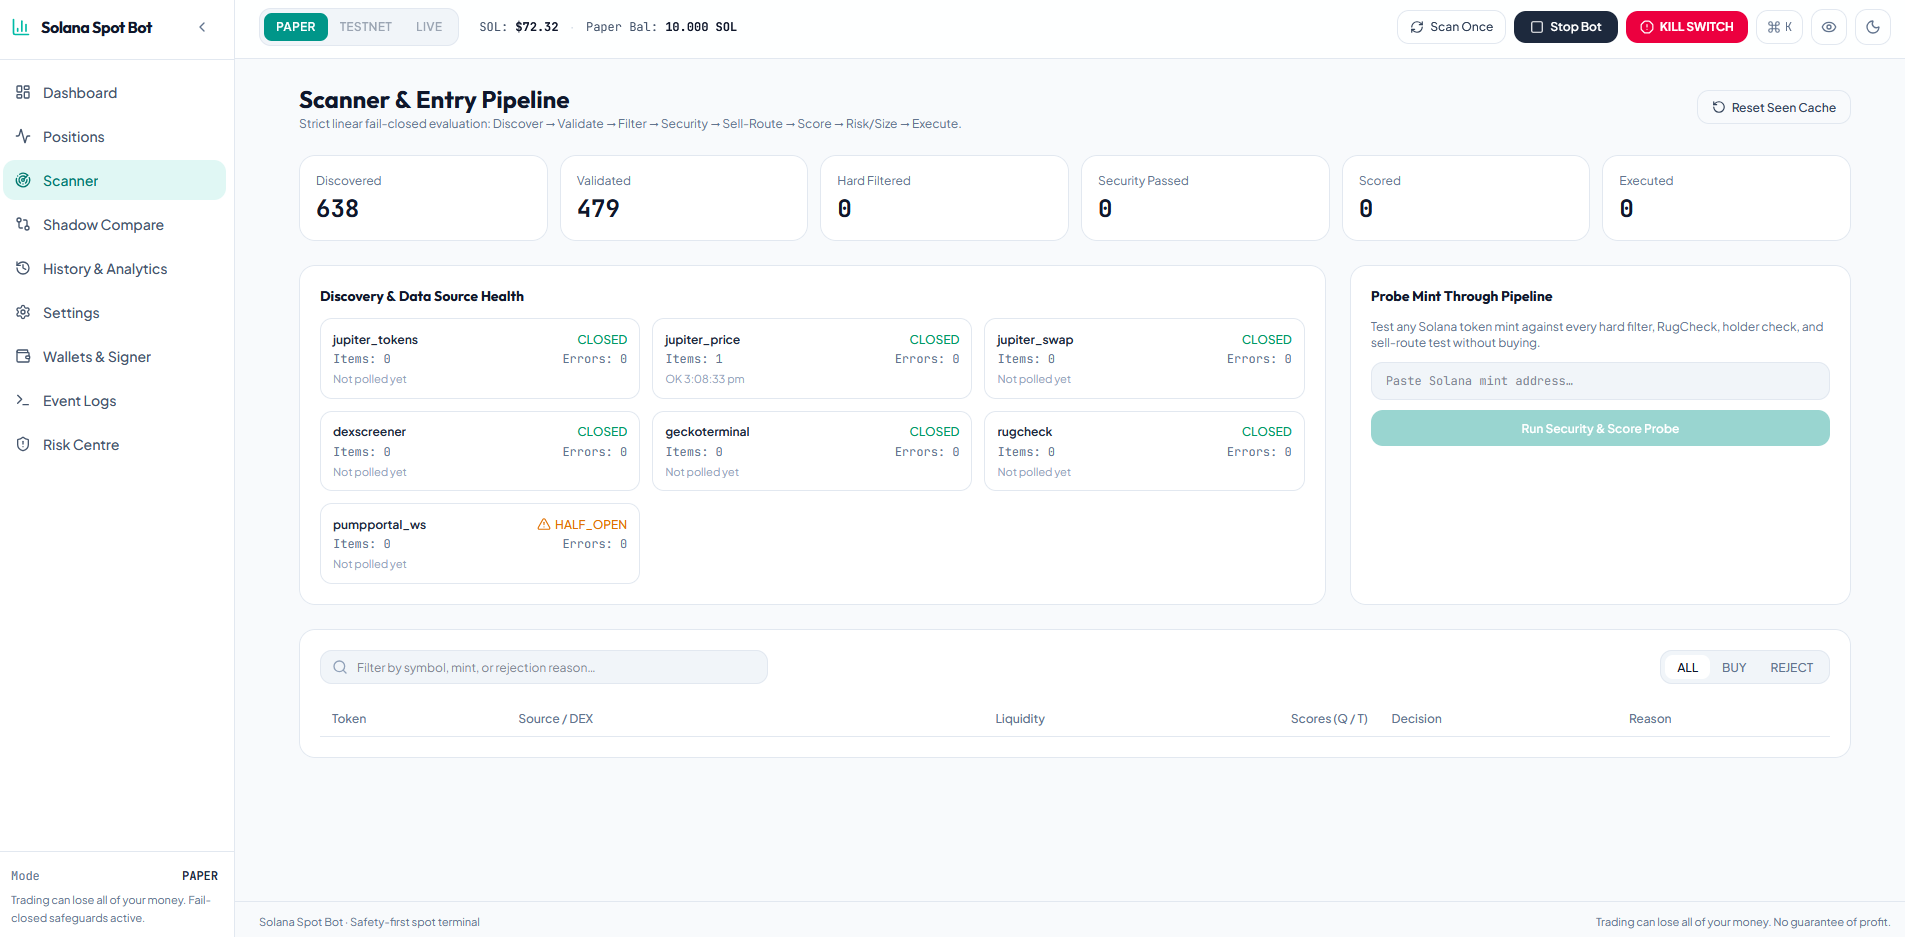 Solana Spot Bot
PAPER TESTNET LIVE SOL: $72.32 · Paper Bal: 10.000 SOL
Scan Once Stop Bot KILL SWITCH ⌘ K
Dashboard
Positions
Scanner
Shadow Compare
History & Analytics
Settings
Wallets & Signer
Event Logs
Risk Centre
Mode PAPER
Trading can lose all of your money. Fail-
closed safeguards active.
Scanner & Entry Pipeline
Strict linear fail-closed evaluation: Discover → Validate → Filter → Security → Sell-Route → Score → Risk/Size → Execute.
Reset Seen Cache
Discovered
638
Validated
479
Hard Filtered
0
Security Passed
0
Scored
0
Executed
0
Discovery & Data Source Health
jupiter_tokens CLOSED
Items: 0 Errors: 0
Not polled yet
jupiter_price CLOSED
Items: 1 Errors: 0
OK 3:08:33 pm
jupiter_swap CLOSED
Items: 0 Errors: 0
Not polled yet
dexscreener CLOSED
Items: 0 Errors: 0
Not polled yet
geckoterminal CLOSED
Items: 0 Errors: 0
Not polled yet
rugcheck CLOSED
Items: 0 Errors: 0
Not polled yet
pumpportal_ws HALF_OPEN
Items: 0 Errors: 0
Not polled yet
Probe Mint Through Pipeline
Test any Solana token mint against every hard filter, RugCheck, holder check, and
sell-route test without buying.
Paste Solana mint address…
Run Security & Score Probe
Filter by symbol, mint, or rejection reason…
ALL BUY REJECT
Token Source / DEX Liquidity Scores (Q / T) Decision Reason
Solana Spot Bot · Safety-first spot terminal
Trading can lose all of your money. No guarantee of profit.